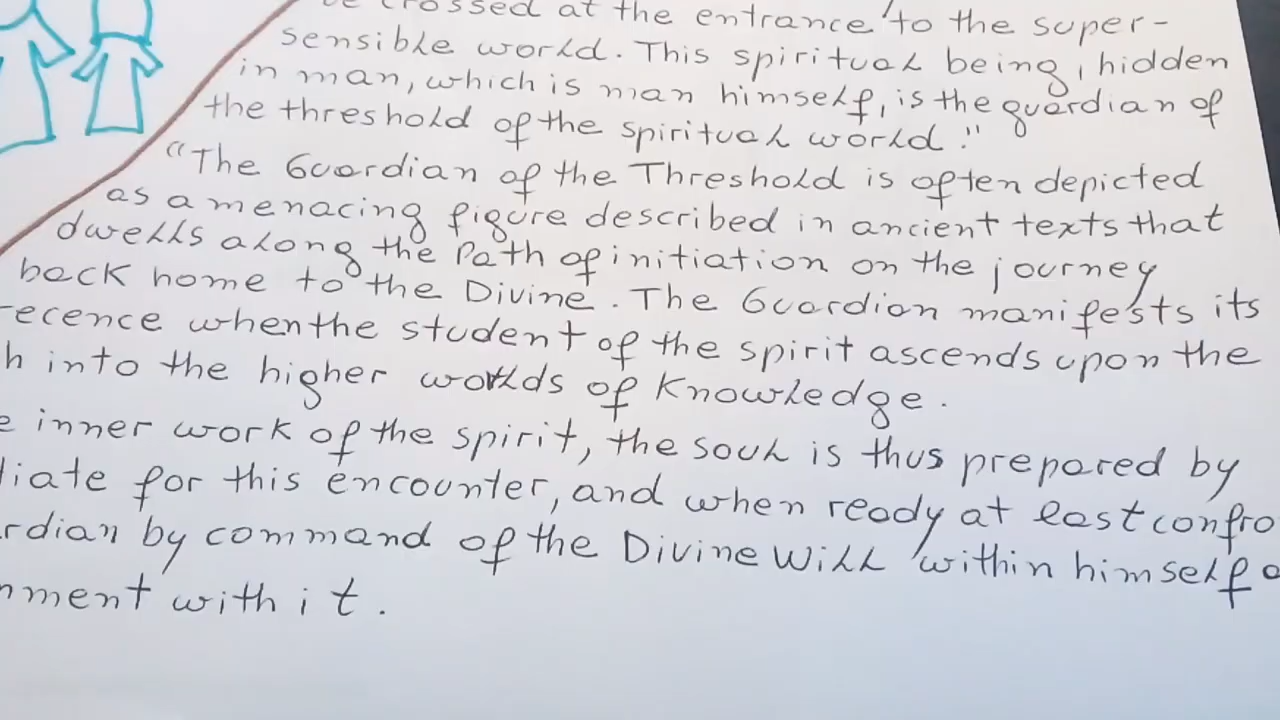 crossed at the entrance to the super-
sensible world. This spiritual being, hidden
in man, which is man himself, is the guardian of
the threshold of the spiritual world."
"The Guardian of the Threshold is often depicted
as a menacing figure described in ancient texts that
dwells along the Path of initiation on the journey
back home to the Divine. The Guardian manifests its
recence when the student of the spirit ascends upon the
h into the higher worlds of Knowledge.
e inner work of the spirit, the soul is thus prepared by
iate for this encounter, and when ready at last confro
rdian by command of the Divine Will within himself a
nment with it.